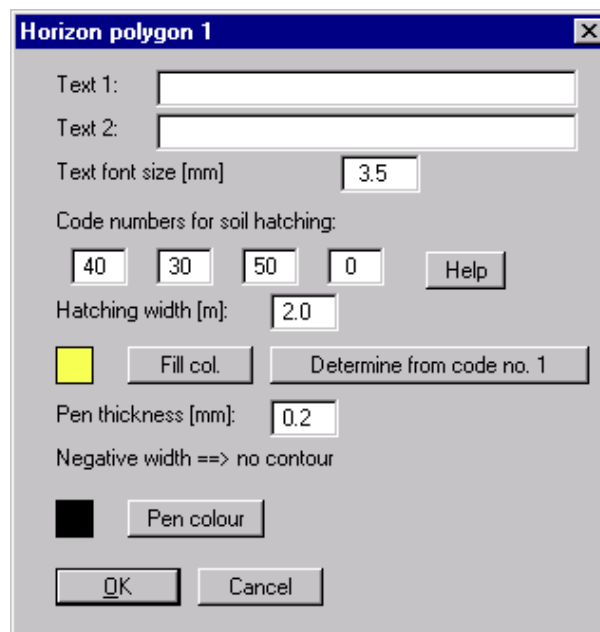 Horizon polygon 1
Text 1:
Text 2:
Text font size [mm] 3.5
Code numbers for soil hatching:
40 30 50 0 Help
Hatching width [m]: 2.0
Fill col. Determine from code no. 1
Pen thickness [mm]: 0.2
Negative width ==> no contour
Pen colour
OK Cancel